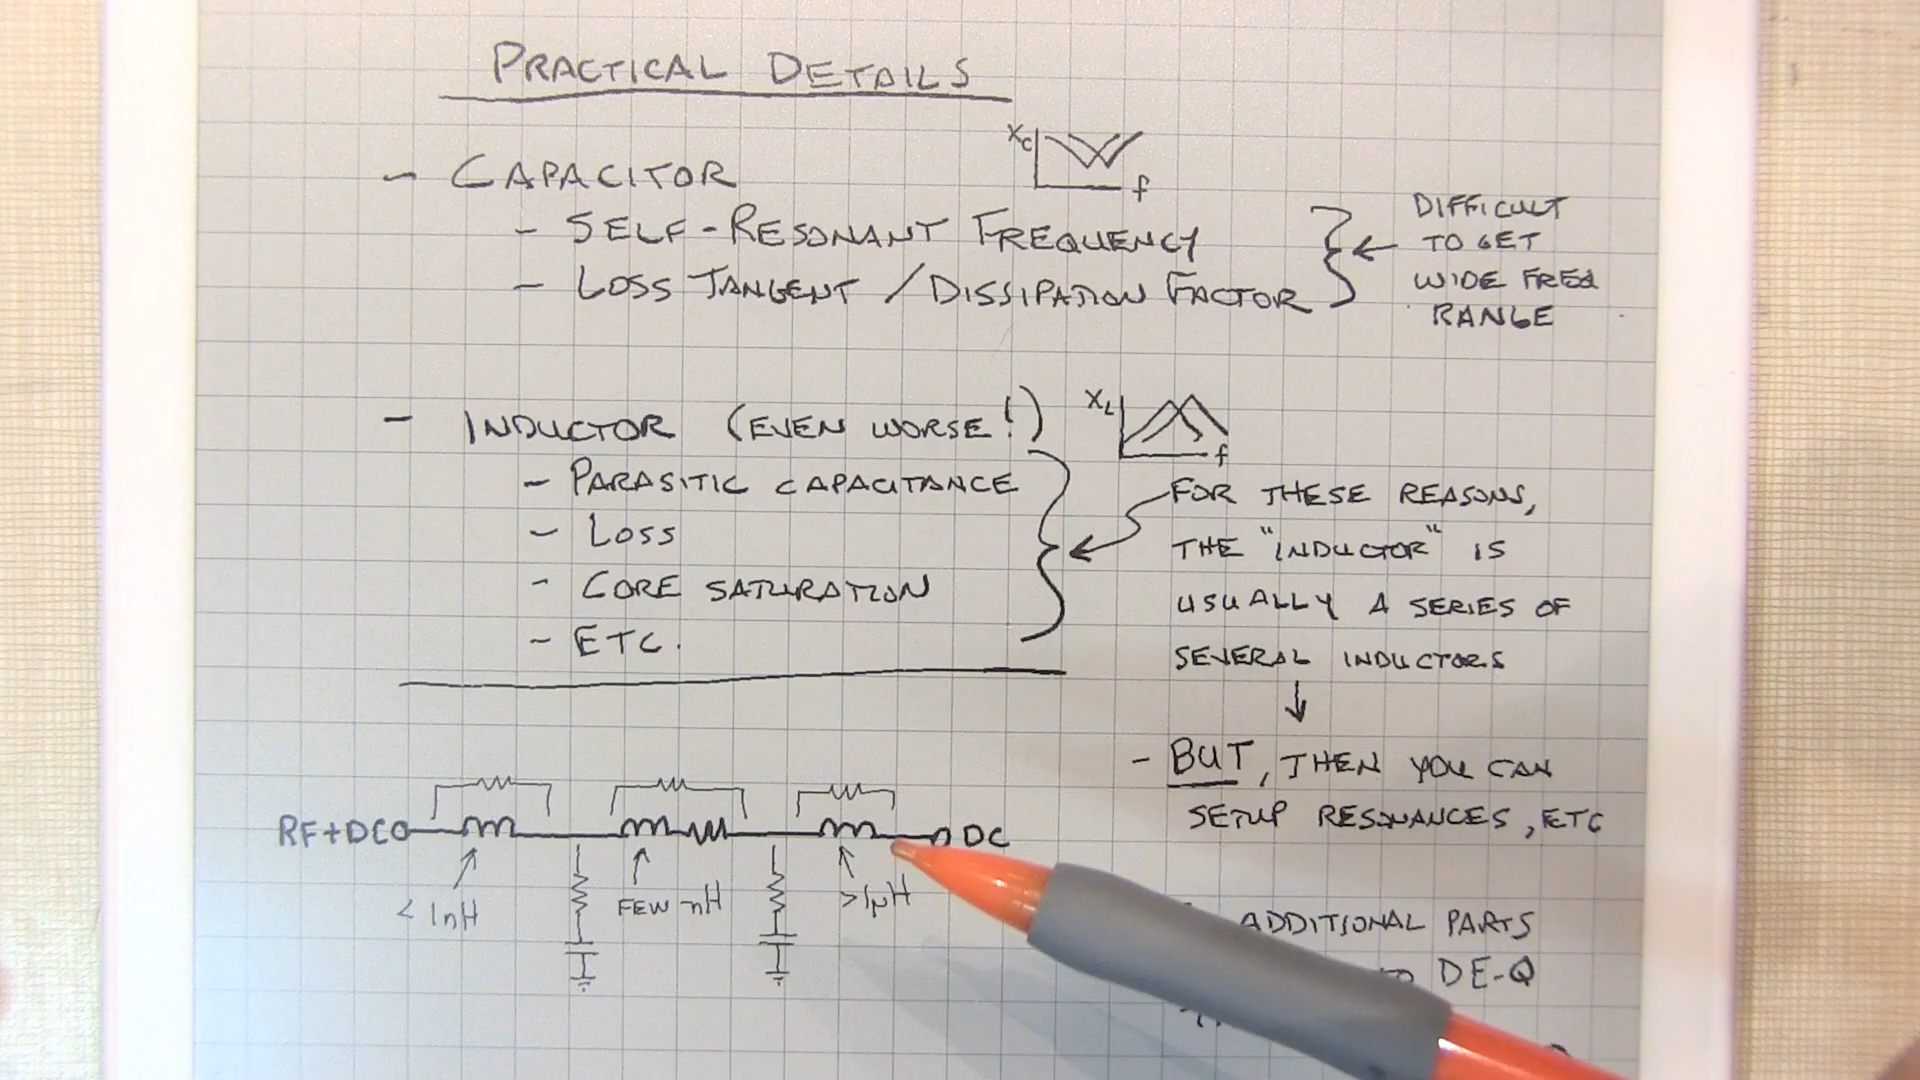 PRACTICAL DETAILS
- CAPACITOR
Xc
f
- SELF-RESONANT FREQUENCY
- LOSS TANGENT / DISSIPATION FACTOR
DIFFICULT
TO GET
WIDE FREQ
RANGE
- INDUCTOR (EVEN WORSE!)
XL
f
- PARASITIC CAPACITANCE
- LOSS
- CORE SATURATION
- ETC.
FOR THESE REASONS,
THE "INDUCTOR" IS
USUALLY A SERIES OF
SEVERAL INDUCTORS
- BUT, THEN YOU CAN
SETUP RESONANCES, ETC
RF+DC
DC
< 1nH
FEW nH
>1µH
ADDITIONAL PARTS
DE-Q